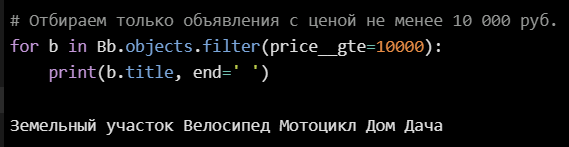 # Отбираем только объявления с ценой не менее 10 000 руб.
for b in Bb.objects.filter(price__gte=10000):
    print(b.title, end=' ')
Земельный участок Велосипед Мотоцикл Дом Дача